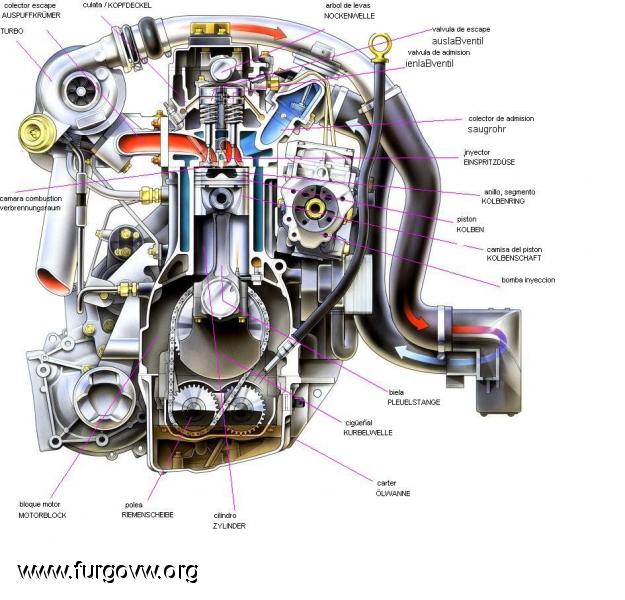 colector escape
AUSPUFFKRÜMER
TURBO
culata / KOPFDECKEL
arbol de levas
NOCKENWELLE
valvula de escape
auslaBventil
valvula de admision
ienlaBventil
colector de admision
saugrohr
jnyector
EINSPRITZDÜSE
camara combustion
verbrennungsraum
anillo, segmento
KOLBENRING
piston
KOLBEN
camisa del piston
KOLBENSCHAFT
bomba inyeccion
biela
PLEUELSTANGE
cigüeñal
KURBELWELLE
carter
ÖLWANNE
bloque motor
MOTORBLOCK
polea
RIEMENSCHEIBE
cilindro
ZYLINDER
www.furgovw.org